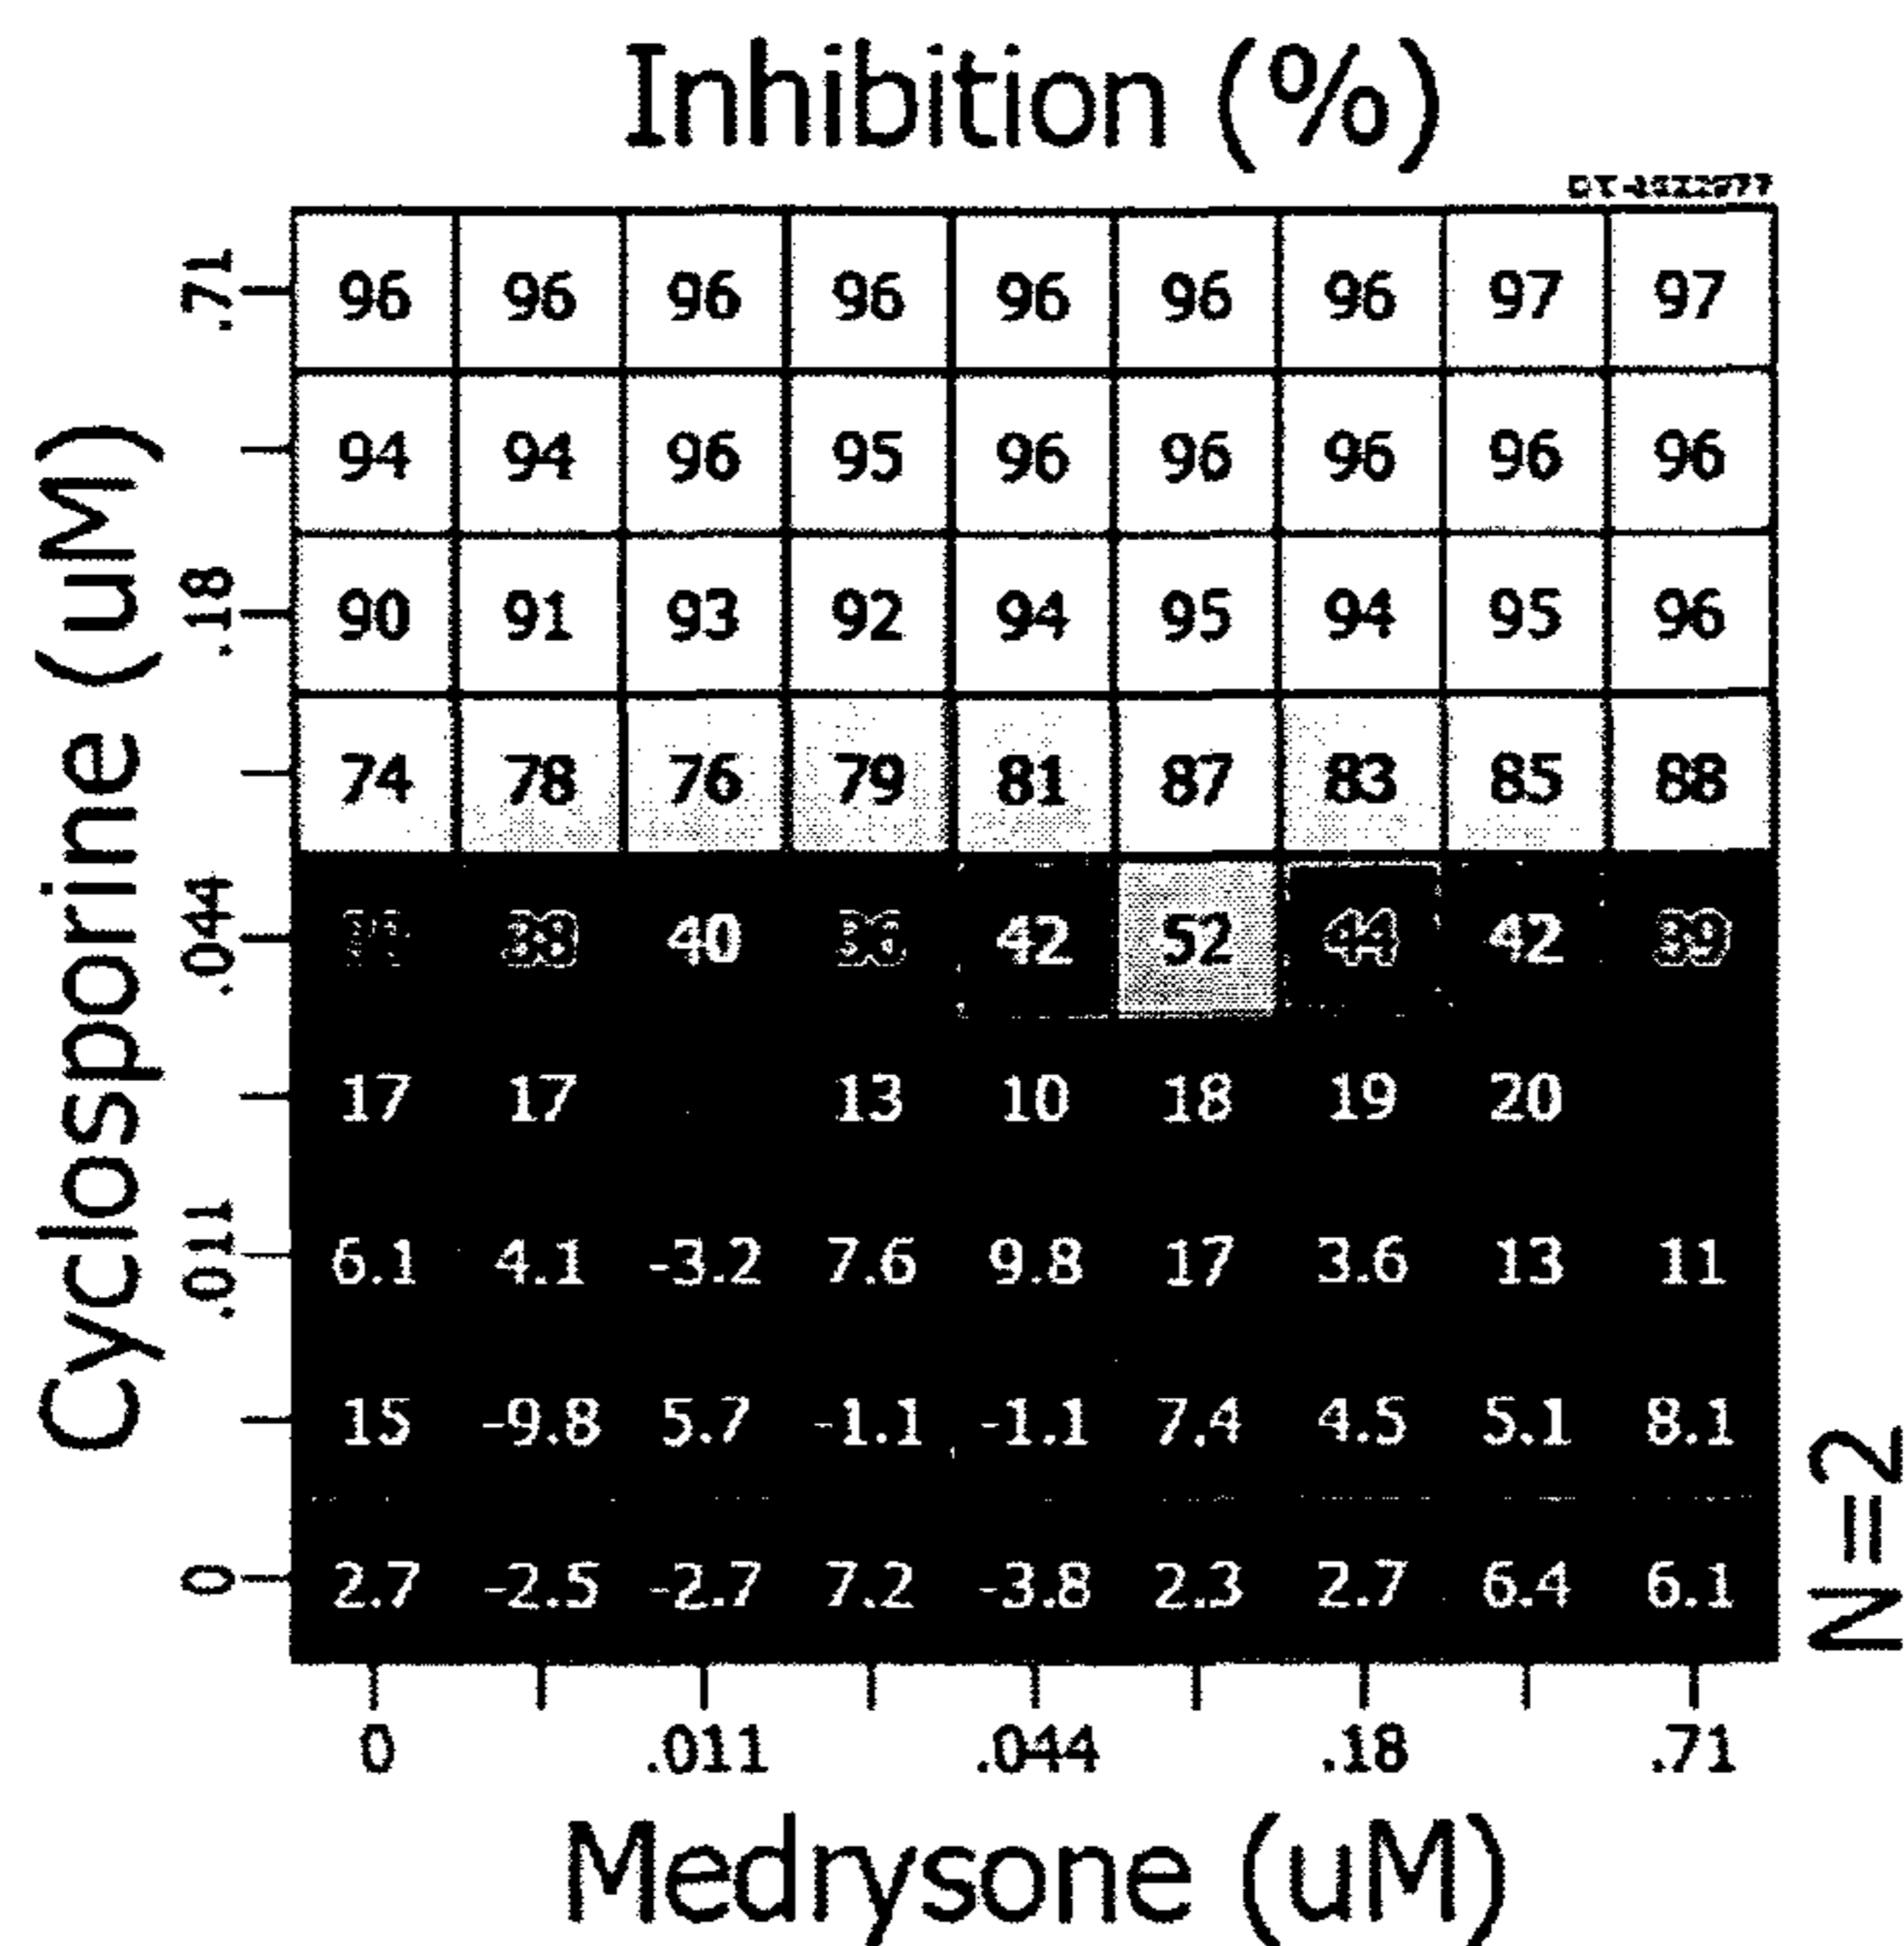 Inhibition (%)
.71 96 96 96 96 96 96 96 97 97
94 94 96 95 96 96 96 96 96
.18 90 91 93 92 94 95 94 95 96
74 78 76 79 81 87 83 85 88
.044 38 40 36 42 52 44 42 39
17 17 13 10 18 19 20
.011 6.1 4.1 -3.2 7.6 9.8 17 3.6 13 11
15 -9.8 5.7 -1.1 -1.1 7.4 4.5 5.1 8.1
0 2.7 -2.5 -2.7 7.2 -3.8 2.3 2.7 6.4 6.1
0 .011 .044 .18 .71
Medrysone (uM)
Cyclosporine (uM)
N=2